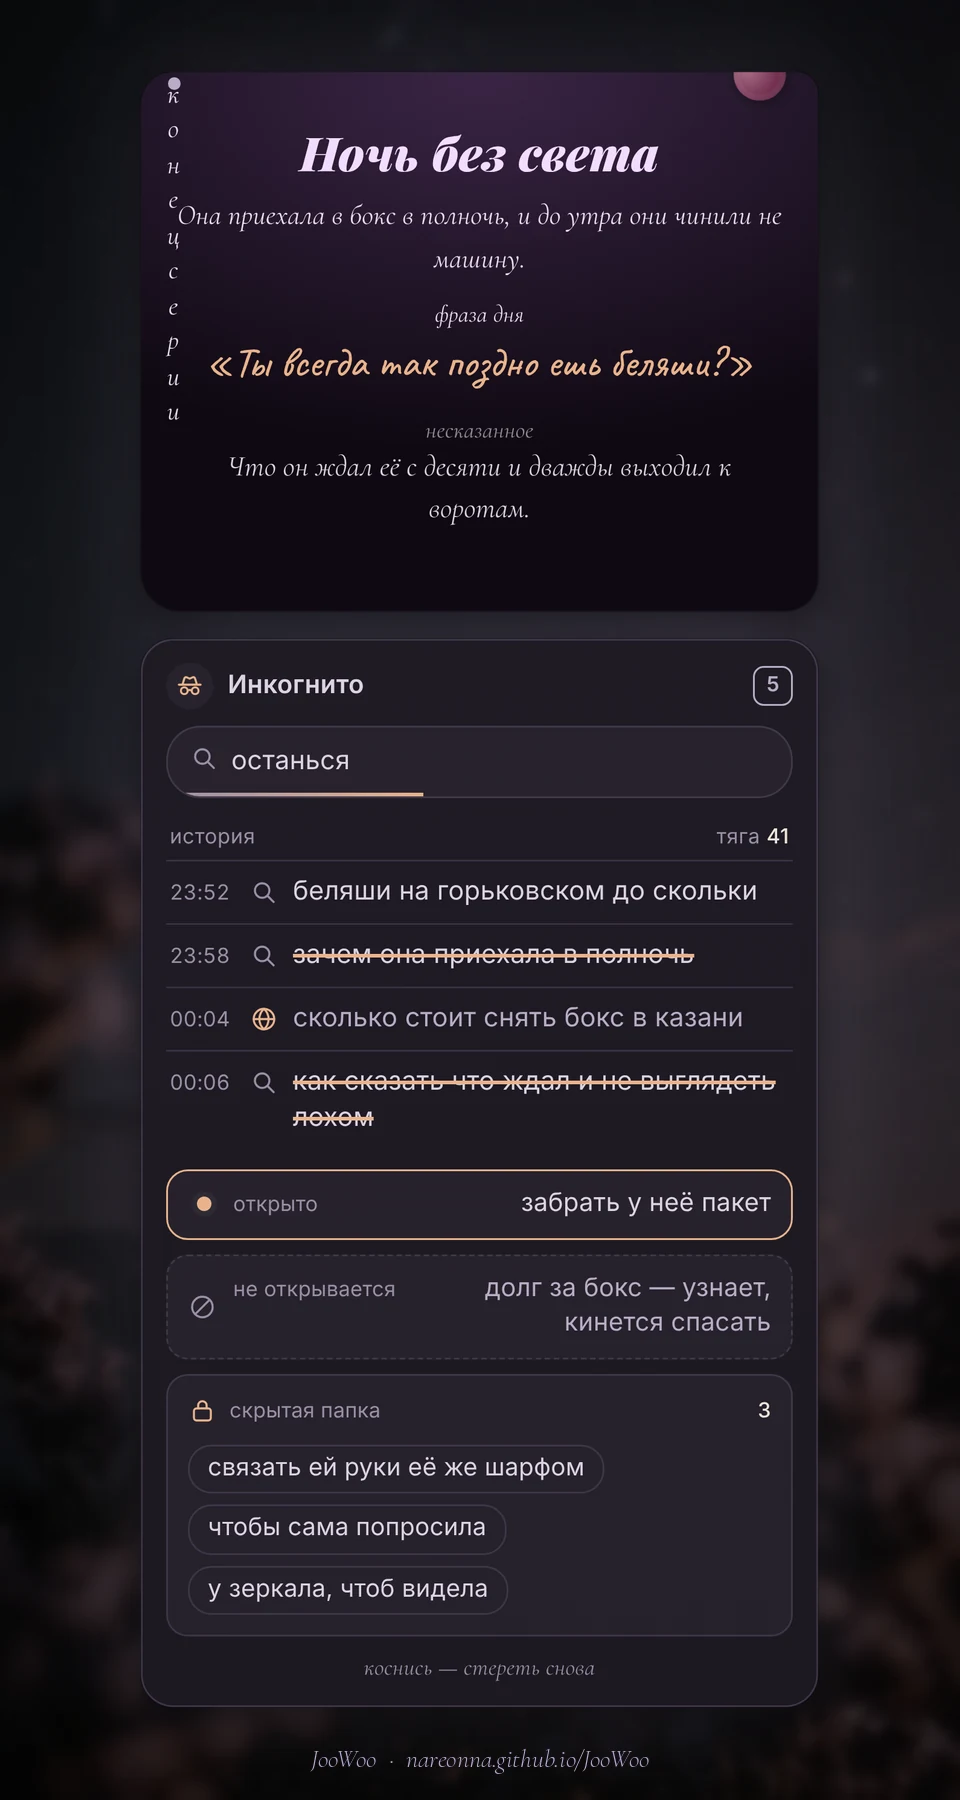 конец серии
Ночь без света
Она приехала в бокс в полночь, и до утра они чинили не
машину.
фраза дня
«Ты всегда так поздно ешь беляши?»
несказанное
Что он ждал её с десяти и дважды выходил к
воротам.
Инкогнито
5
останься
история
тяга 41
23:52 беляши на горьковском до скольки
23:58 зачем она приехала в полночь
00:04 сколько стоит снять бокс в казани
00:06 как сказать что ждал и не выглядеть
лохом
открыто
забрать у неё пакет
не открывается
долг за бокс — узнает,
кинется спасать
скрытая папка
3
связать ей руки её же шарфом
чтобы сама попросила
у зеркала, чтоб видела
коснись — стереть снова
JooWoo · nareonna.github.io/JooWoo